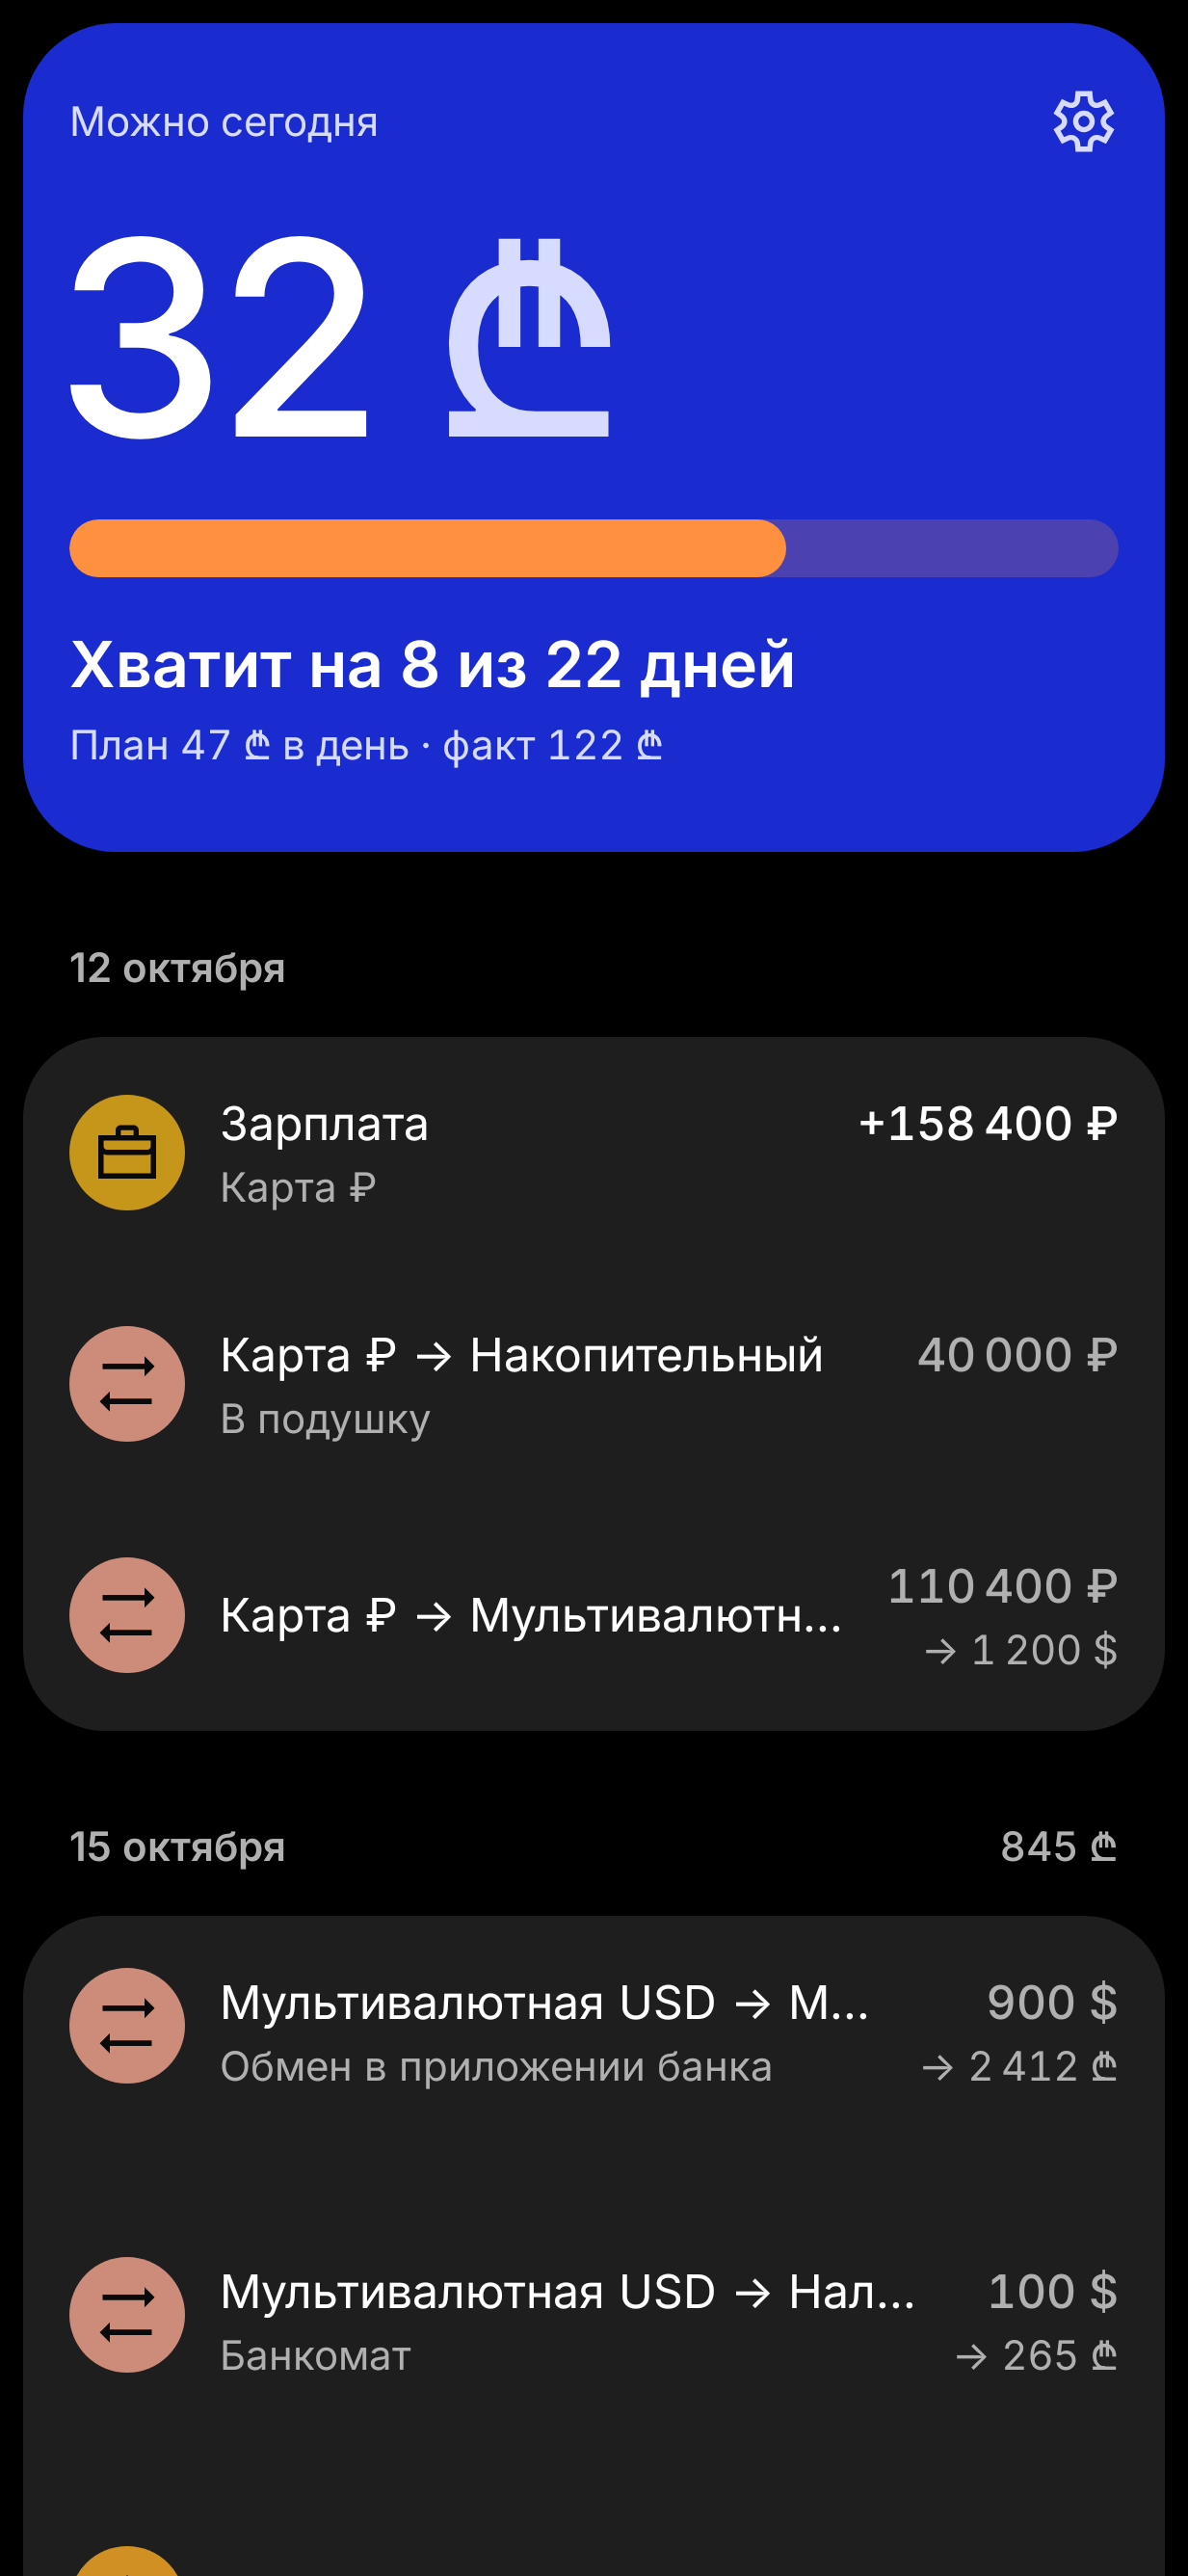 Можно сегодня
32 ₾
Хватит на 8 из 22 дней
План 47 ₾ в день · факт 122 ₾
12 октября
Зарплата +158 400 ₽
Карта ₽
Карта ₽ → Накопительный 40 000 ₽
В подушку
Карта ₽ → Мультивалютн... 110 400 ₽
→ 1 200 $
15 октября 845 ₾
Мультивалютная USD → М... 900 $
Обмен в приложении банка → 2 412 ₾
Мультивалютная USD → Нал... 100 $
Банкомат → 265 ₾